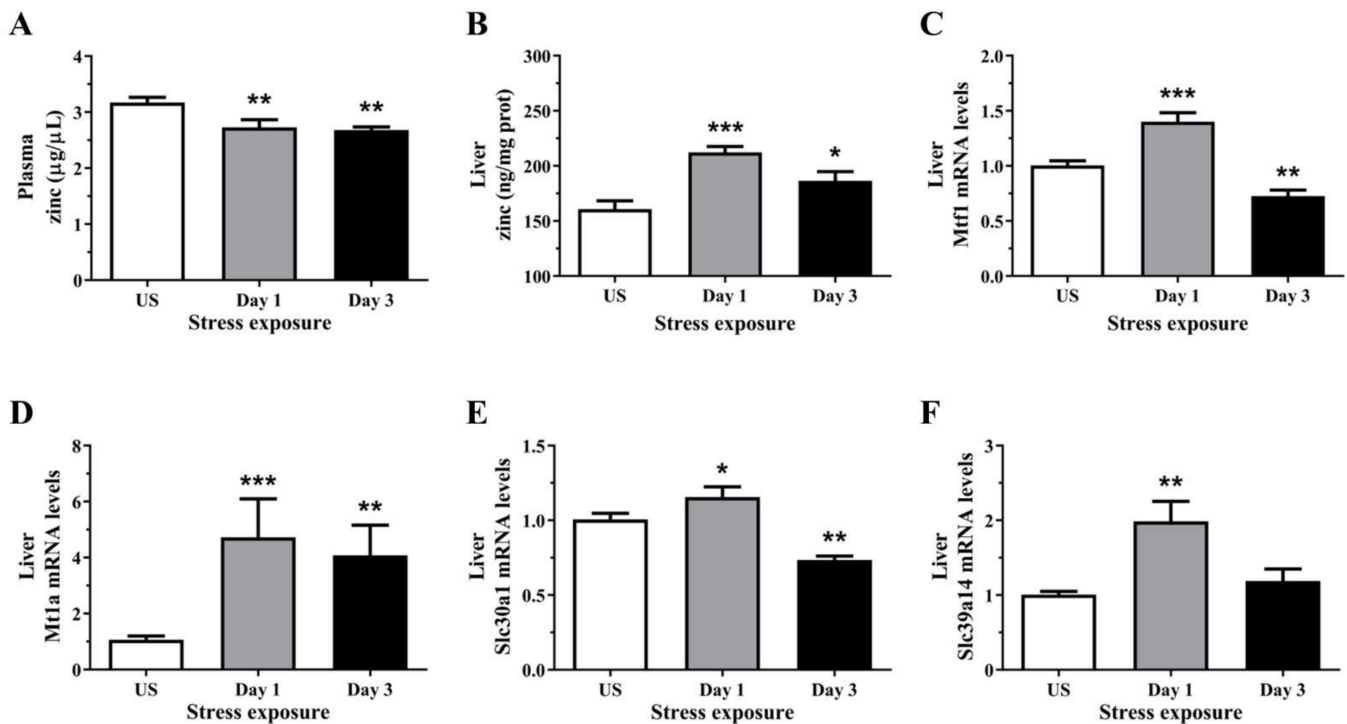 A
Plasma
zinc (µg/µL)
4
3
2
1
0
**
**
US
Day 1
Day 3
Stress exposure
B
Liver
zinc (ng/mg prot)
300
250
200
150
100
***
*
US
Day 1
Day 3
Stress exposure
C
Liver
Mtf1 mRNA levels
2.0
1.5
1.0
0.5
0.0
***
**
US
Day 1
Day 3
Stress exposure
D
Liver
Mt1a mRNA levels
8
6
4
2
0
***
**
US
Day 1
Day 3
Stress exposure
E
Liver
Slc30a1 mRNA levels
1.5
1.0
0.5
0.0
*
**
US
Day 1
Day 3
Stress exposure
F
Liver
Slc39a14 mRNA levels
3
2
1
0
**
US
Day 1
Day 3
Stress exposure